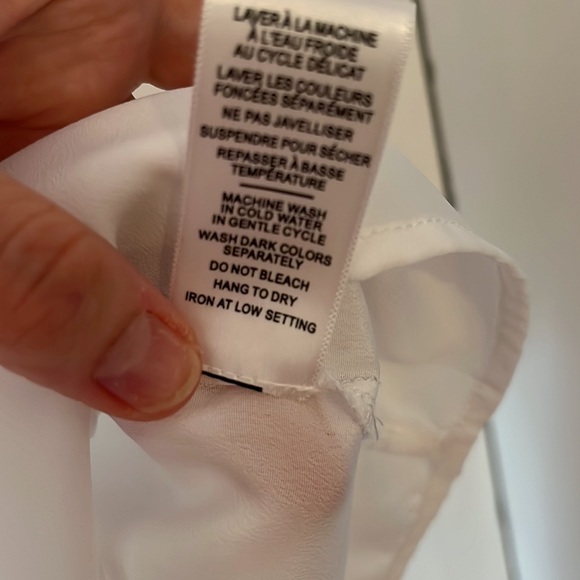 LAVER À LA MACHINE
À L'EAU FROIDE
AU CYCLE DÉLICAT
LAVER LES COULEURS
FONCÉES SÉPARÉMENT
NE PAS JAVELLISER
SUSPENDRE POUR SÉCHER
REPASSER À BASSE
TEMPÉRATURE
MACHINE WASH
IN COLD WATER
IN GENTLE CYCLE
WASH DARK COLORS
SEPARATELY
DO NOT BLEACH
HANG TO DRY
IRON AT LOW SETTING